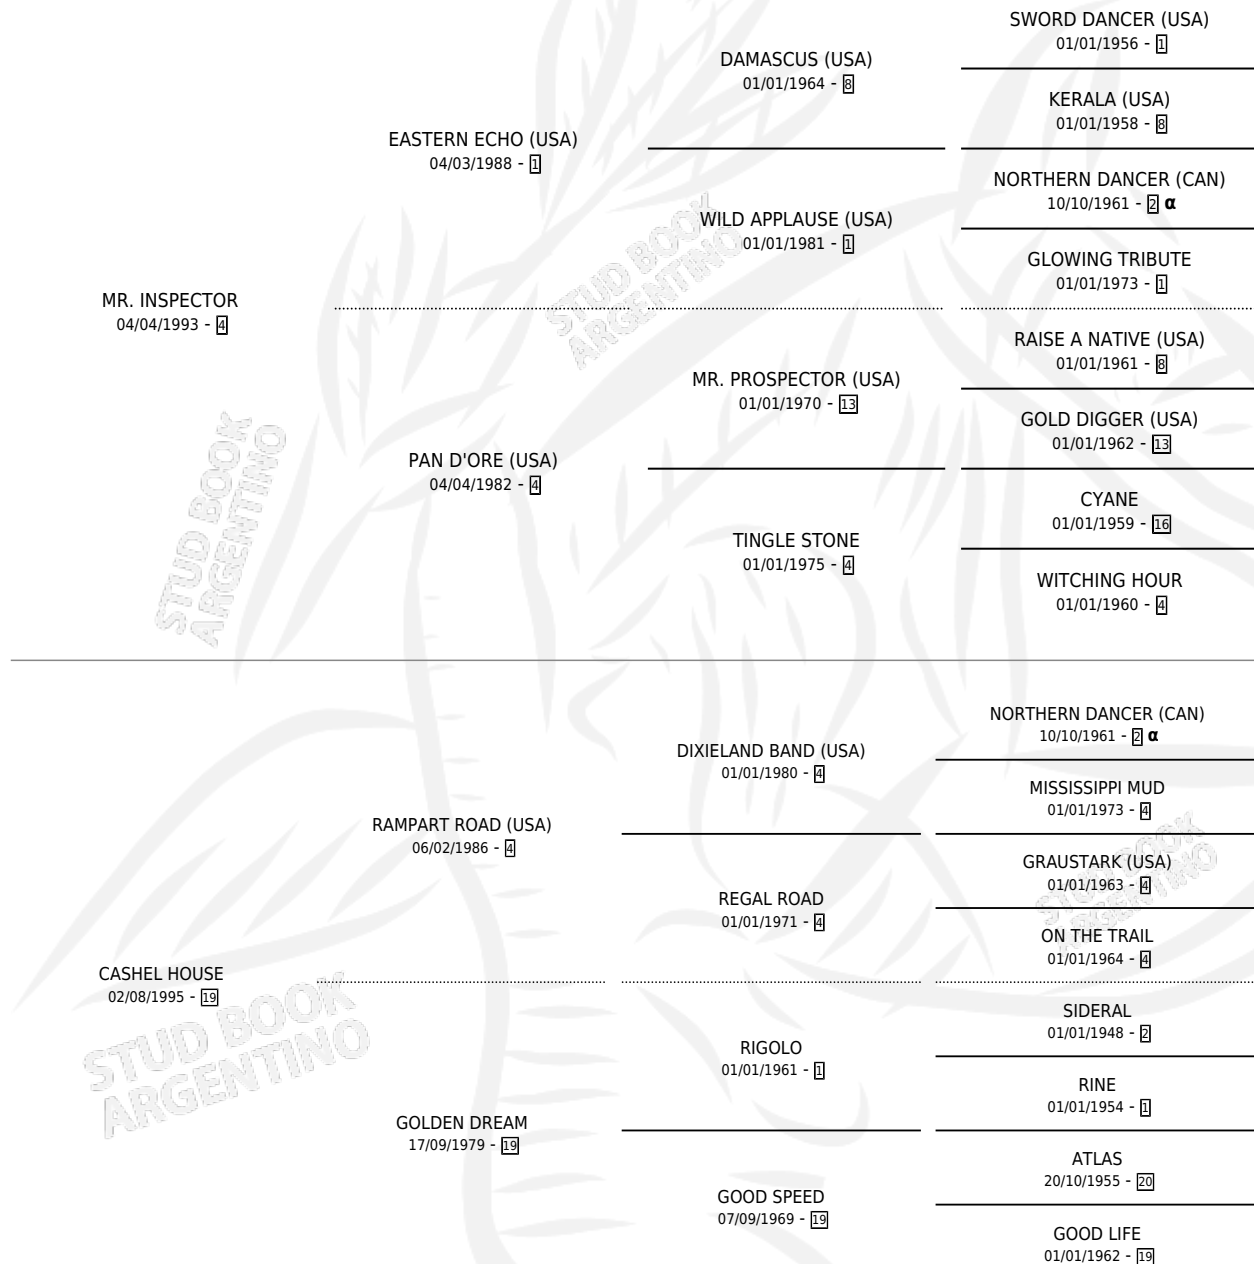 SWORD DANCER (USA)
01/01/1956 - 1
DAMASCUS (USA)
01/01/1964 - 8
KERALA (USA)
01/01/1958 - 8
EASTERN ECHO (USA)
04/03/1988 - 1
NORTHERN DANCER (CAN)
10/10/1961 - 2 α
WILD APPLAUSE (USA)
01/01/1981 - 1
GLOWING TRIBUTE
01/01/1973 - 1
MR. INSPECTOR
04/04/1993 - 4
STUD BOOK
ARGENTINO
RAISE A NATIVE (USA)
01/01/1961 - 8
MR. PROSPECTOR (USA)
01/01/1970 - 13
GOLD DIGGER (USA)
01/01/1962 - 13
PAN D'ORE (USA)
04/04/1982 - 4
CYANE
01/01/1959 - 16
TINGLE STONE
01/01/1975 - 4
WITCHING HOUR
01/01/1960 - 4
STUD BOOK
ARGENTINO
NORTHERN DANCER (CAN)
10/10/1961 - 2 α
DIXIELAND BAND (USA)
01/01/1980 - 4
MISSISSIPPI MUD
01/01/1973 - 4
RAMPART ROAD (USA)
06/02/1986 - 4
GRAUSTARK (USA)
01/01/1963 - 4
REGAL ROAD
01/01/1971 - 4
ON THE TRAIL
01/01/1964 - 4
STUD BOOK
ARGENTINO
CASHEL HOUSE
02/08/1995 - 19
STUD BOOK
ARGENTINO
SIDERAL
01/01/1948 - 2
RIGOLO
01/01/1961 - 1
RINE
01/01/1954 - 1
GOLDEN DREAM
17/09/1979 - 19
ATLAS
20/10/1955 - 20
GOOD SPEED
07/09/1969 - 19
GOOD LIFE
01/01/1962 - 19